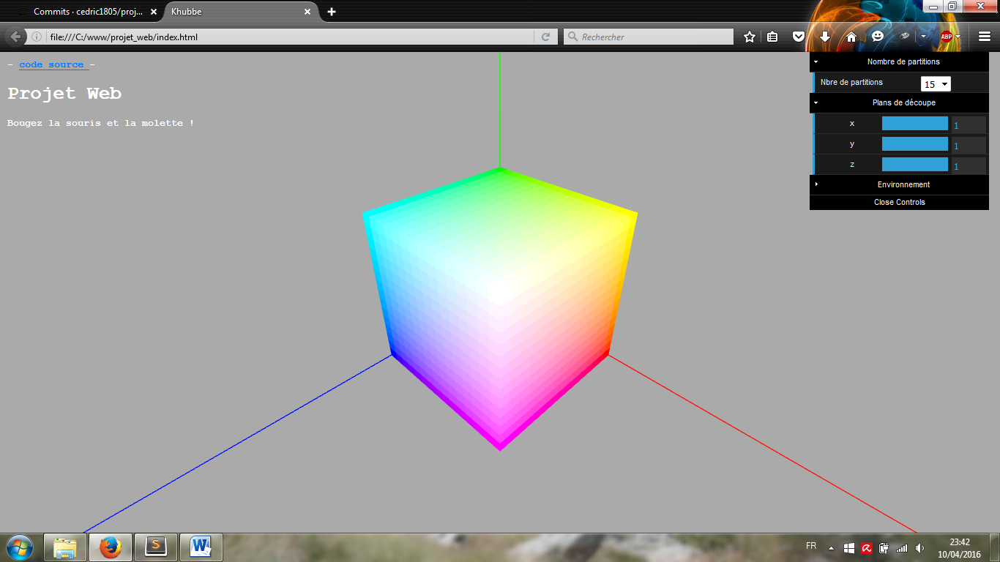 Commits · cedric1805/proj...
Khubbe
file:///C:/www/projet_web/index.html
Rechercher
ABP
- code source -
Projet Web
Bougez la souris et la molette !
Nombre de partitions
Nbre de partitions 15
Plans de découpe
x 1
y 1
z 1
Environnement
Close Controls
S
W
FR
23:42
10/04/2016